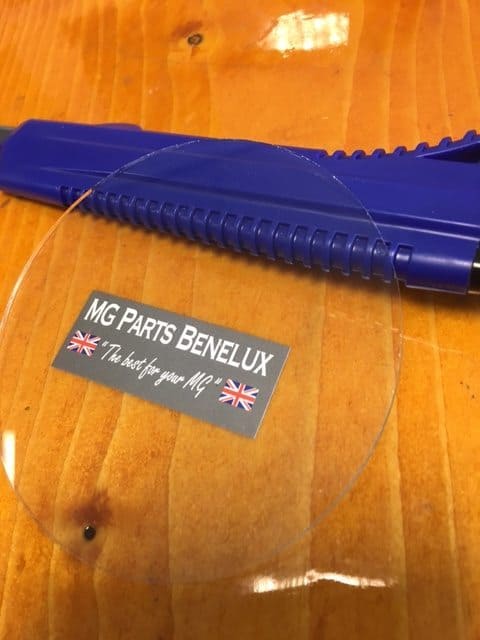 MG PARTS BENELUX
"The best for your MG"